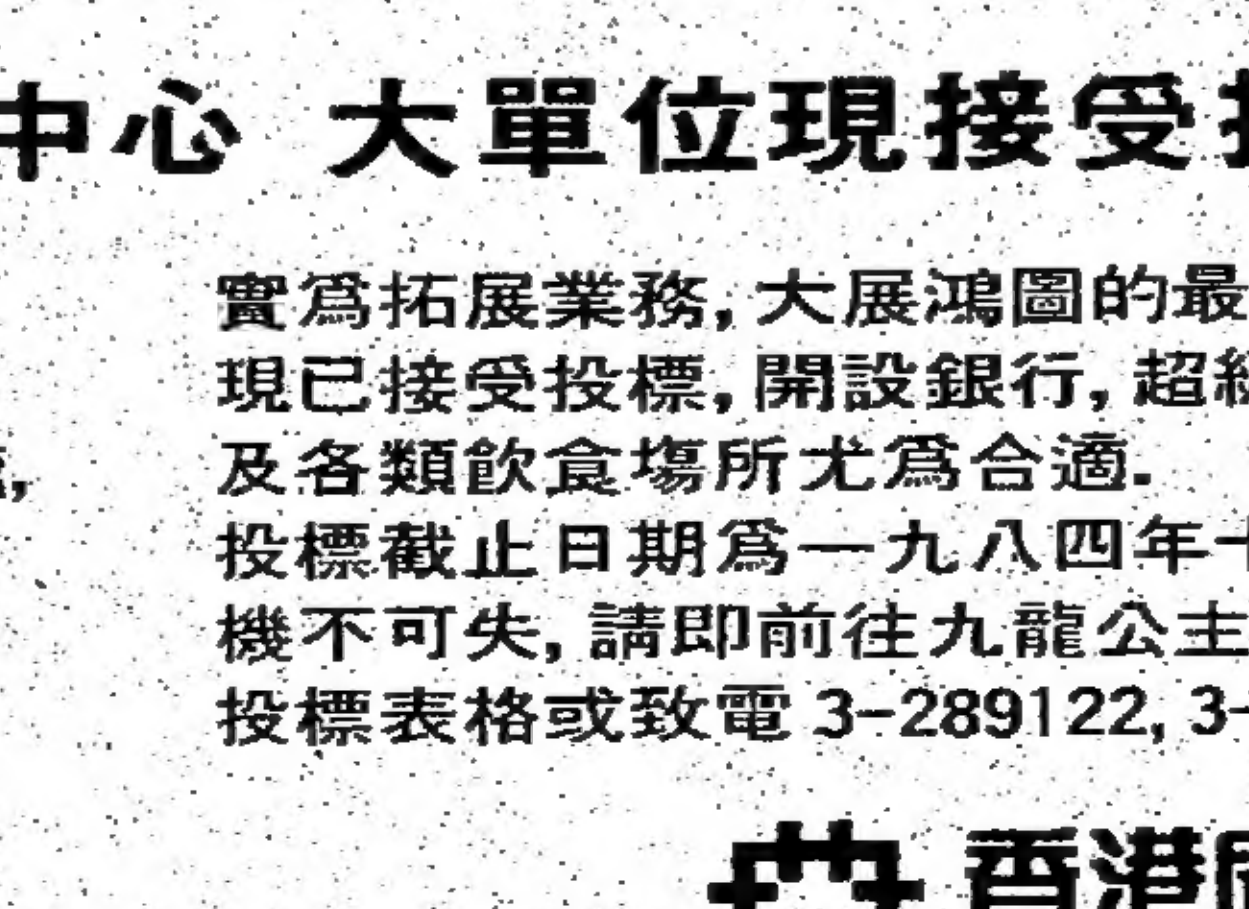 中心 大單位現接受
實爲拓展業務,大展鴻圖的最
現已接受投標,開設銀行,超
及各類飲食場所尤爲合適.
投標截止日期爲一九八四年
機不可失,請即前往九龍公主
投標表格或致電 3-289122, 3-
香港